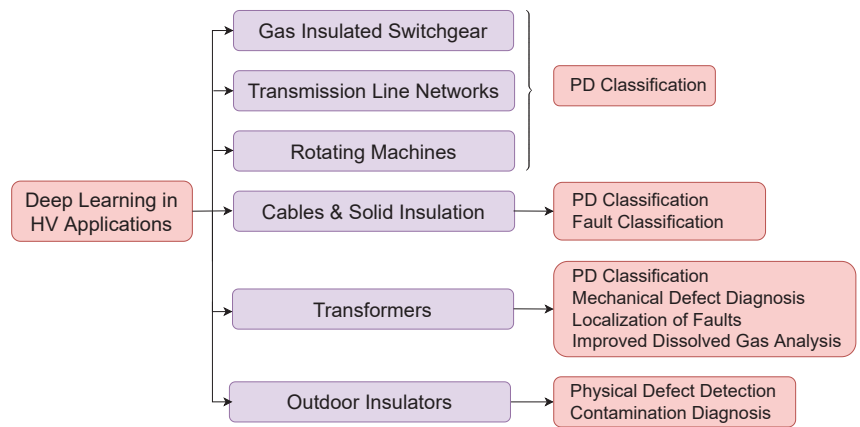 Gas Insulated Switchgear
Transmission Line Networks
Rotating Machines
PD Classification
Deep Learning in
HV Applications
Cables & Solid Insulation
PD Classification
Fault Classification
Transformers
PD Classification
Mechanical Defect Diagnosis
Localization of Faults
Improved Dissolved Gas Analysis
Outdoor Insulators
Physical Defect Detection
Contamination Diagnosis